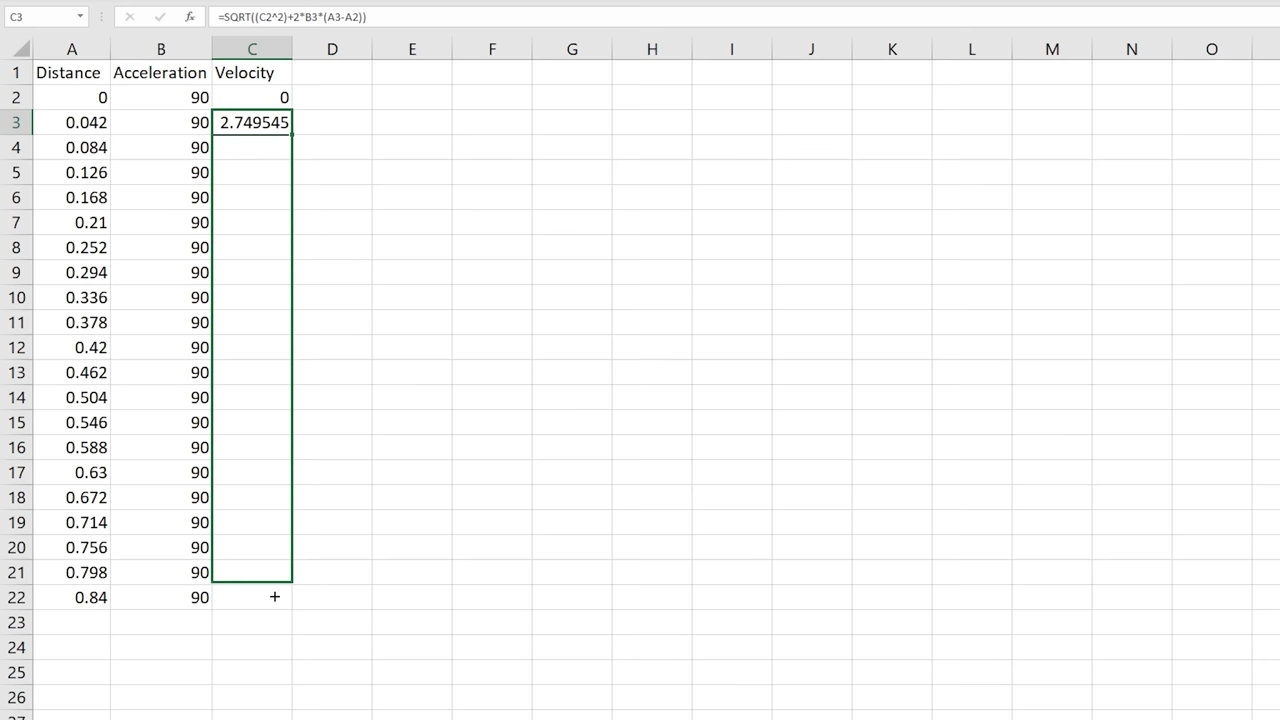 C3 fx =SQRT((C2^2)+2*B3*(A3-A2))
A B C D E F G H I J K L M N O
1 Distance Acceleration Velocity
2 0 90 0
3 0.042 90 2.749545
4 0.084 90
5 0.126 90
6 0.168 90
7 0.21 90
8 0.252 90
9 0.294 90
10 0.336 90
11 0.378 90
12 0.42 90
13 0.462 90
14 0.504 90
15 0.546 90
16 0.588 90
17 0.63 90
18 0.672 90
19 0.714 90
20 0.756 90
21 0.798 90
22 0.84 90
23
24
25
26
27